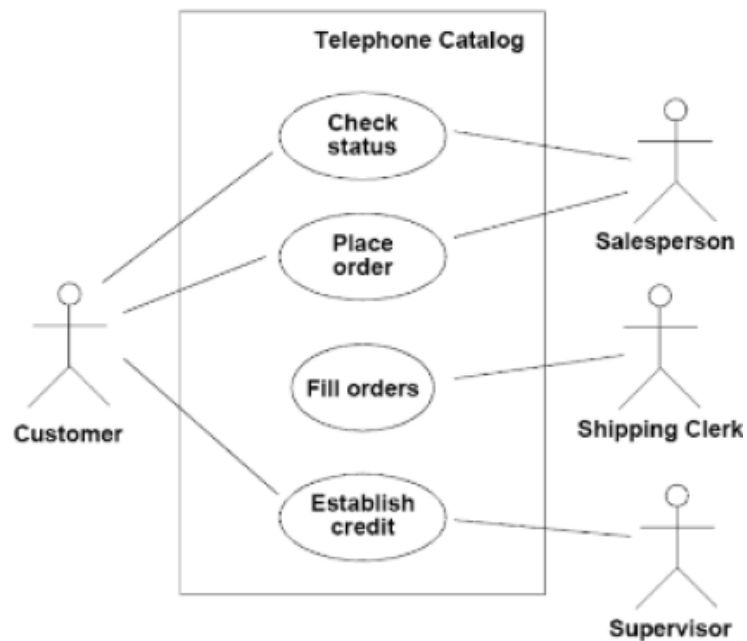 Telephone Catalog
Check
status
Place
order
Salesperson
Fill orders
Customer
Shipping Clerk
Establish
credit
Supervisor